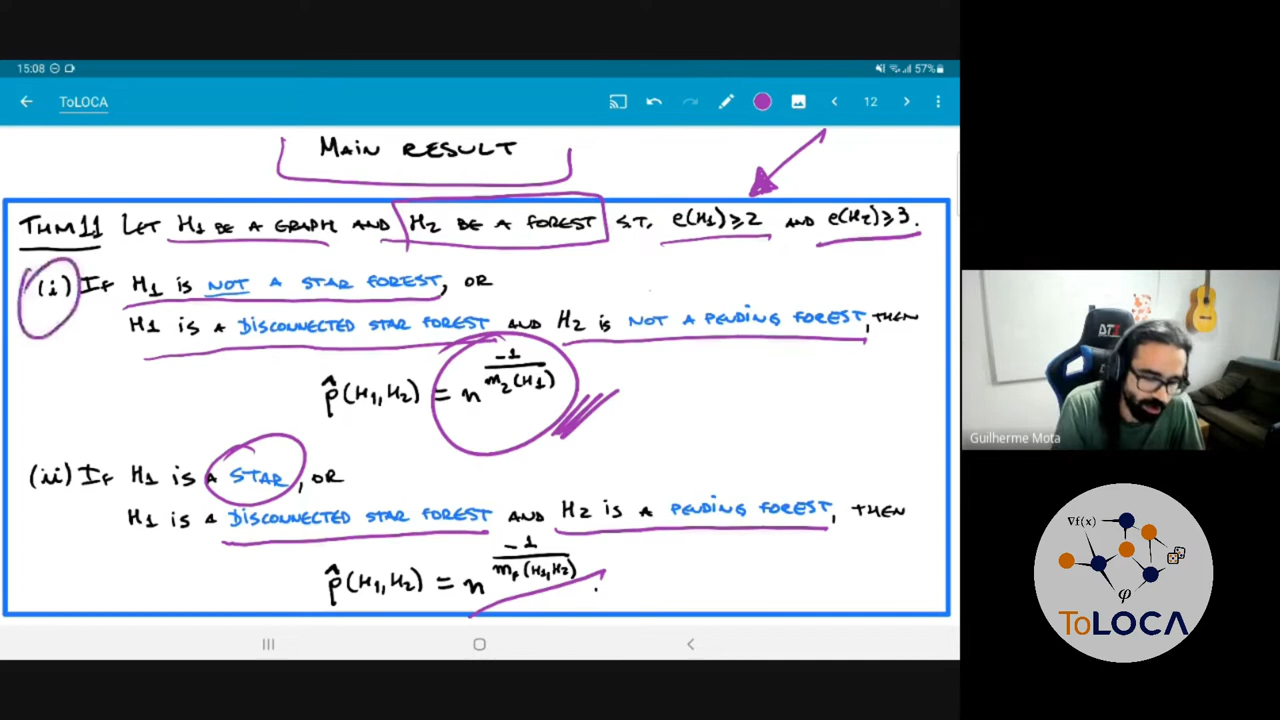 15:08
57%
ToLOCA
12
MAIN RESULT
THM11 LET H1 BE A GRAPH AND H2 BE A FOREST S.T. e(H1)≥2 AND e(H2)≥3.
(i) IF H1 IS NOT A STAR FOREST, OR
H1 IS A DISCONNECTED STAR FOREST AND H2 IS NOT A PENDING FOREST, THEN
p̂(H1,H2) = n^(-1/m2(H1))
(ii) IF H1 IS A STAR, OR
H1 IS A DISCONNECTED STAR FOREST AND H2 IS A PENDING FOREST, THEN
p̂(H1,H2) = n^(-1/mr(H1,H2)).
DTS
Guilherme Mota
∇f(x)
φ
ToLOCA